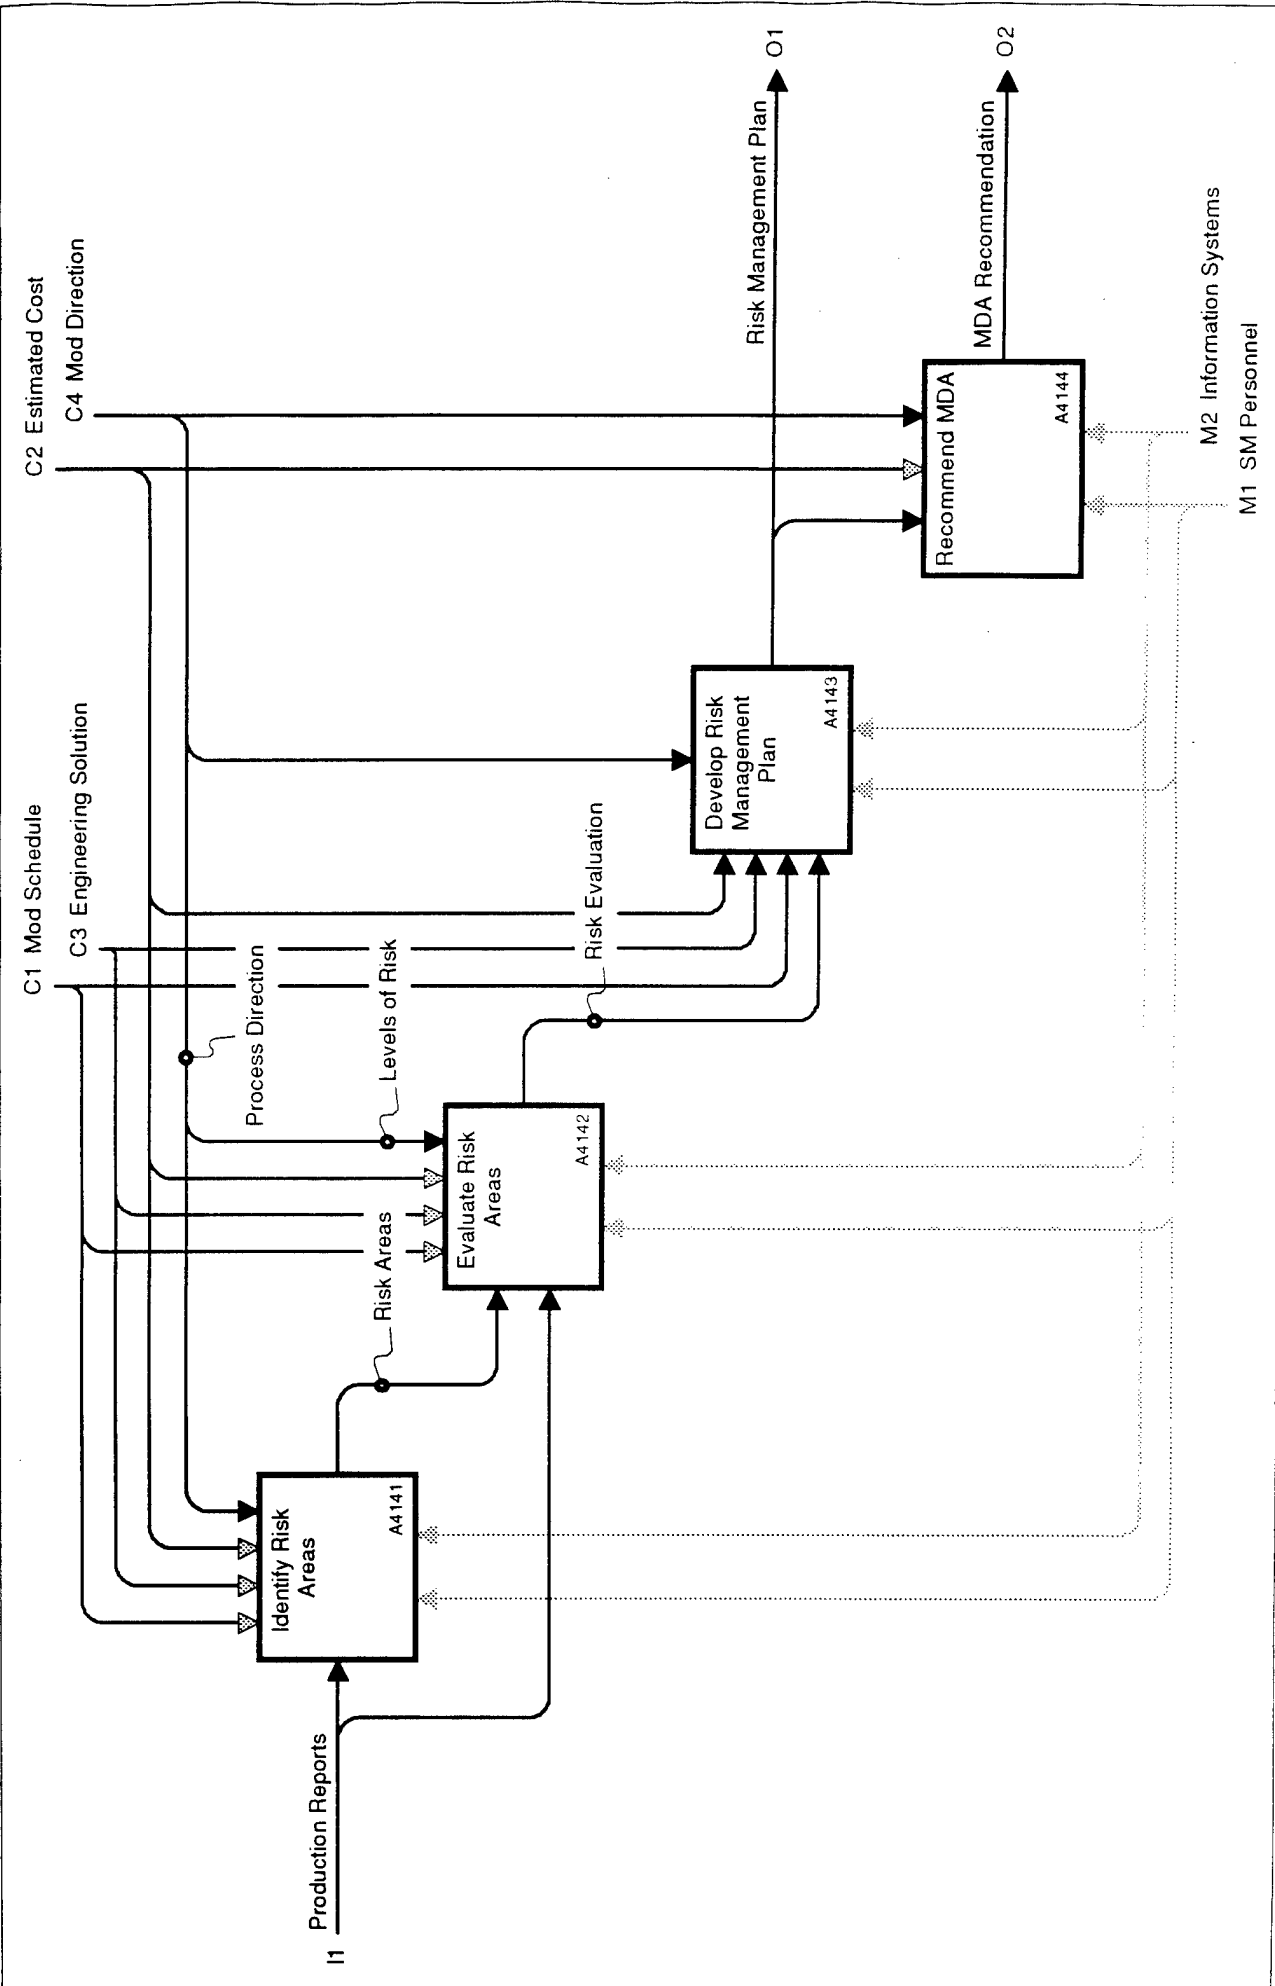 C1 Mod Schedule
C3 Engineering Solution
C2 Estimated Cost
C4 Mod Direction
Process Direction
Levels of Risk
Risk Areas
Risk Evaluation
I1
Production Reports
Identify Risk
Areas
A4141
Evaluate Risk
Areas
A4142
Develop Risk
Management
Plan
A4143
Recommend MDA
A4144
Risk Management Plan
O1
MDA Recommendation
O2
M2 Information Systems
M1 SM Personnel